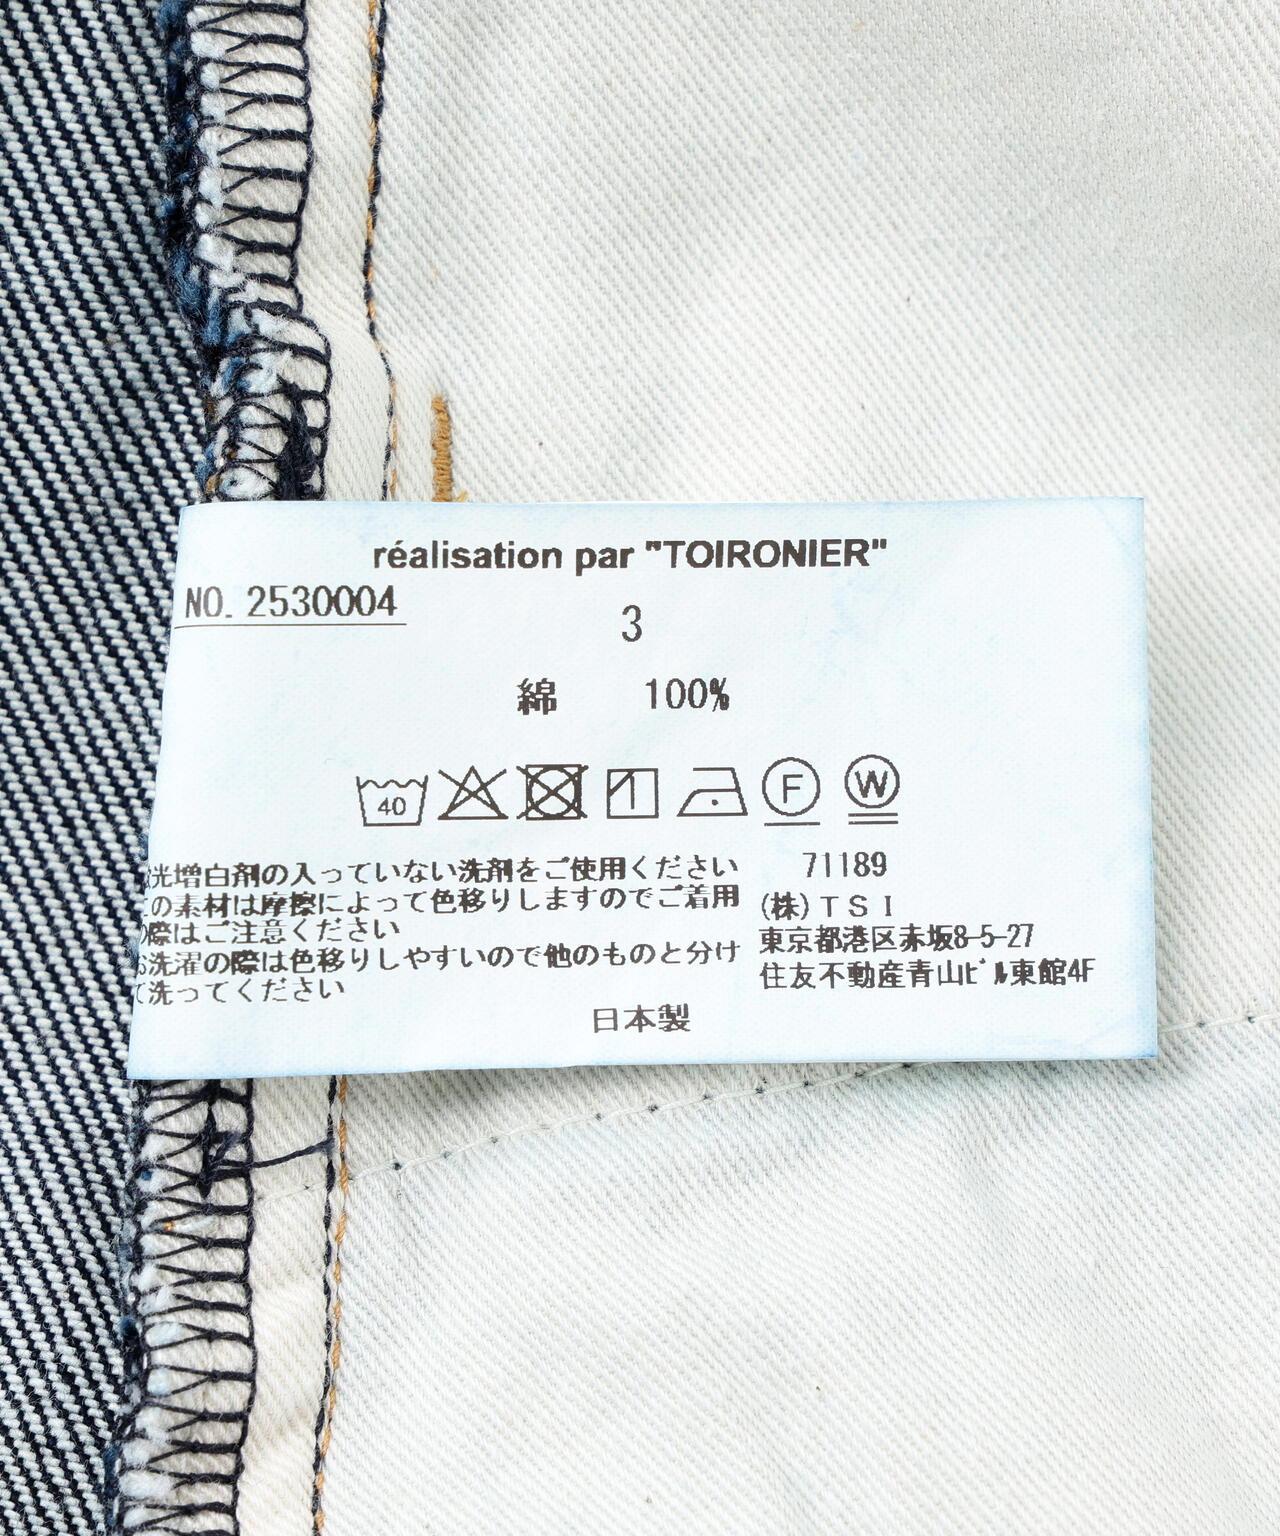 réalisation par "TOIRONIER"
NO. 2530004
3
綿 100%
40
F
W
光増白剤の入っていない洗剤をご使用ください
の素材は摩擦によって色移りしますのでご着用
の際はご注意ください
お洗濯の際は色移りしやすいので他のものと分け
て洗ってください
71189
(株)TSI
東京都港区赤坂8-5-27
住友不動産青山ﾋﾞﾙ東館4F
日本製